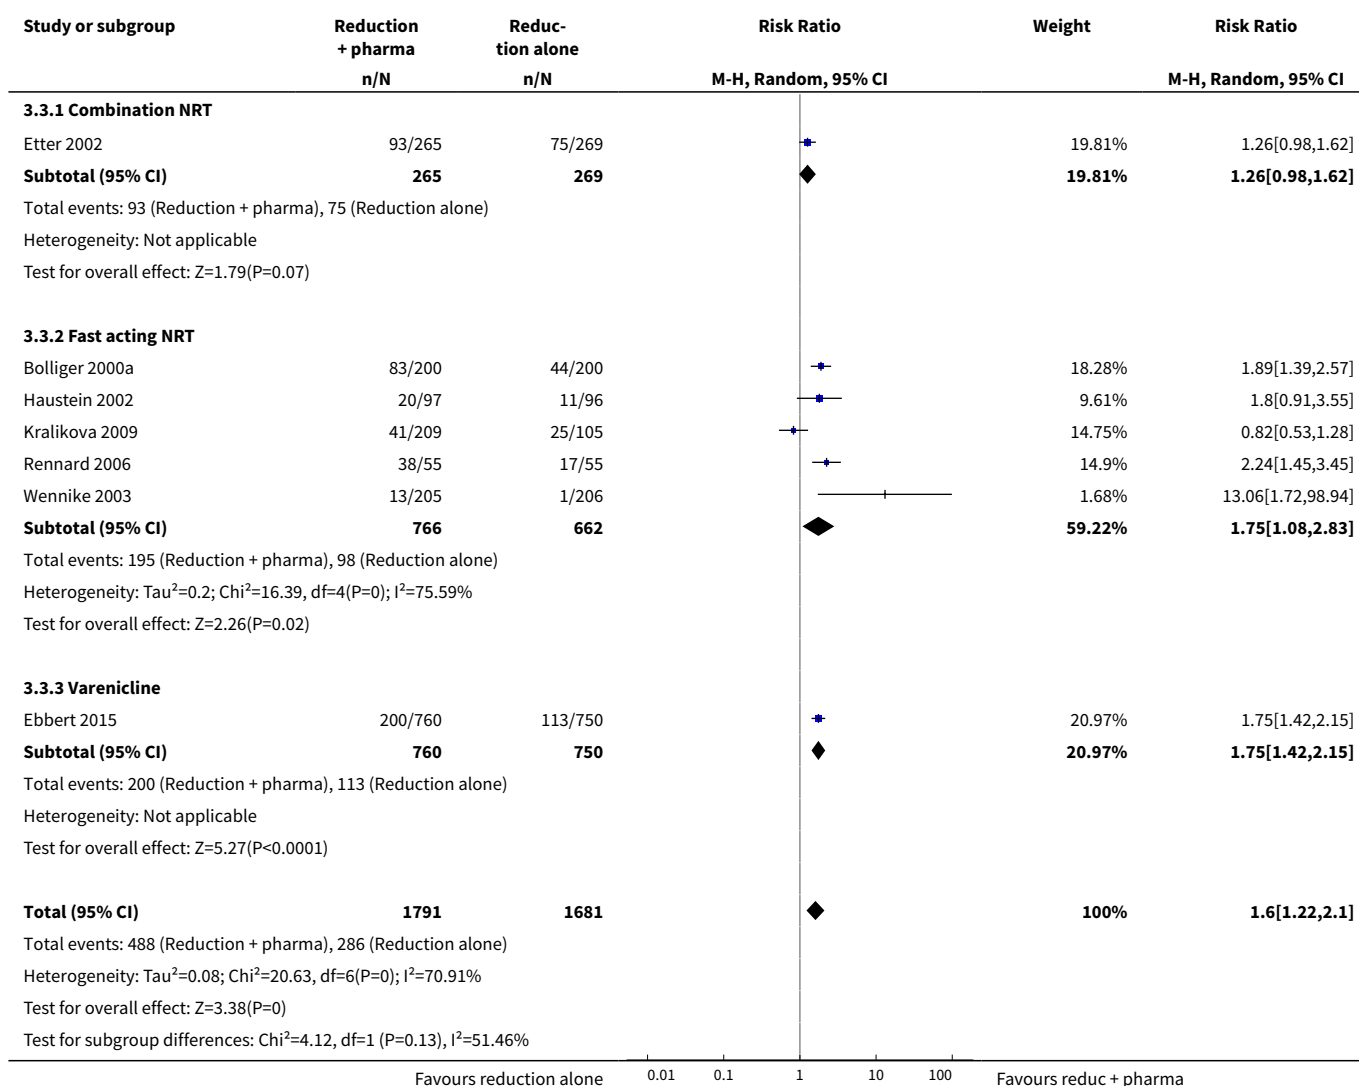 Study or subgroup Reduction Reduc- Risk Ratio Weight Risk Ratio
+ pharma tion alone
n/N n/N M-H, Random, 95% CI M-H, Random, 95% CI
3.3.1 Combination NRT
Etter 2002 93/265 75/269 19.81% 1.26[0.98,1.62]
Subtotal (95% CI) 265 269 19.81% 1.26[0.98,1.62]
Total events: 93 (Reduction + pharma), 75 (Reduction alone)
Heterogeneity: Not applicable
Test for overall effect: Z=1.79(P=0.07)
3.3.2 Fast acting NRT
Bolliger 2000a 83/200 44/200 18.28% 1.89[1.39,2.57]
Haustein 2002 20/97 11/96 9.61% 1.8[0.91,3.55]
Kralikova 2009 41/209 25/105 14.75% 0.82[0.53,1.28]
Rennard 2006 38/55 17/55 14.9% 2.24[1.45,3.45]
Wennike 2003 13/205 1/206 1.68% 13.06[1.72,98.94]
Subtotal (95% CI) 766 662 59.22% 1.75[1.08,2.83]
Total events: 195 (Reduction + pharma), 98 (Reduction alone)
Heterogeneity: Tau²=0.2; Chi²=16.39, df=4(P=0); I²=75.59%
Test for overall effect: Z=2.26(P=0.02)
3.3.3 Varenicline
Ebbert 2015 200/760 113/750 20.97% 1.75[1.42,2.15]
Subtotal (95% CI) 760 750 20.97% 1.75[1.42,2.15]
Total events: 200 (Reduction + pharma), 113 (Reduction alone)
Heterogeneity: Not applicable
Test for overall effect: Z=5.27(P<0.0001)
Total (95% CI) 1791 1681 100% 1.6[1.22,2.1]
Total events: 488 (Reduction + pharma), 286 (Reduction alone)
Heterogeneity: Tau²=0.08; Chi²=20.63, df=6(P=0); I²=70.91%
Test for overall effect: Z=3.38(P=0)
Test for subgroup differences: Chi²=4.12, df=1 (P=0.13), I²=51.46%
Favours reduction alone 0.01 0.1 1 10 100 Favours reduc + pharma